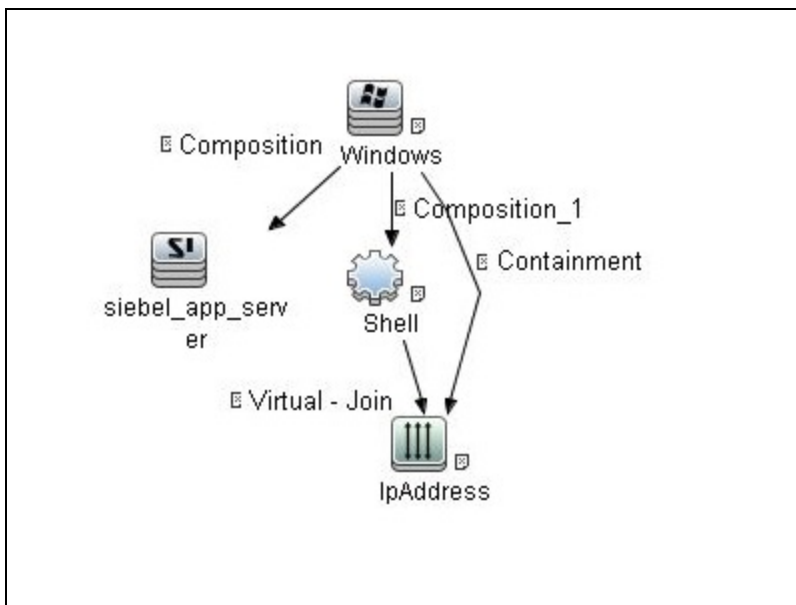 Composition
Windows
Composition_1
Containment
siebel_app_serv
er
Shell
Virtual - Join
IpAddress